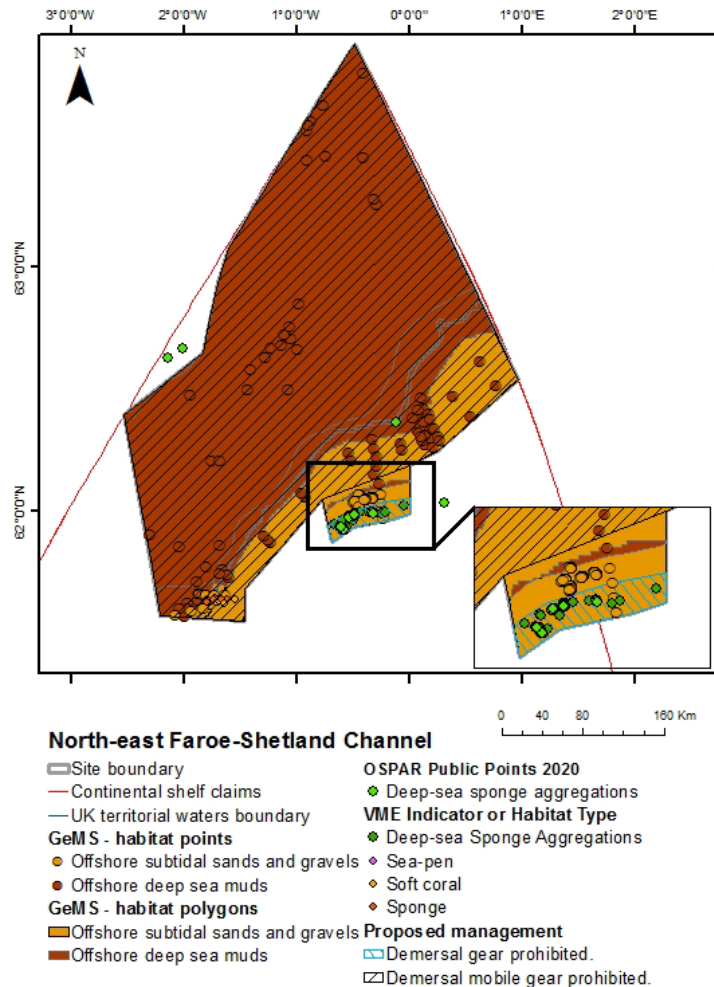 3°0'0"W 2°0'0"W 1°0'0"W 0°0'0" 1°0'0"E 2°0'0"E
N
63°0'0"N
62°0'0"N
0 40 80 160 Km
North-east Faroe-Shetland Channel
Site boundary
Continental shelf claims
UK territorial waters boundary
GeMS - habitat points
Offshore subtidal sands and gravels
Offshore deep sea muds
GeMS - habitat polygons
Offshore subtidal sands and gravels
Offshore deep sea muds
OSPAR Public Points 2020
Deep-sea sponge aggregations
VME Indicator or Habitat Type
Deep-sea Sponge Aggregations
Sea-pen
Soft coral
Sponge
Proposed management
Demersal gear prohibited.
Demersal mobile gear prohibited.